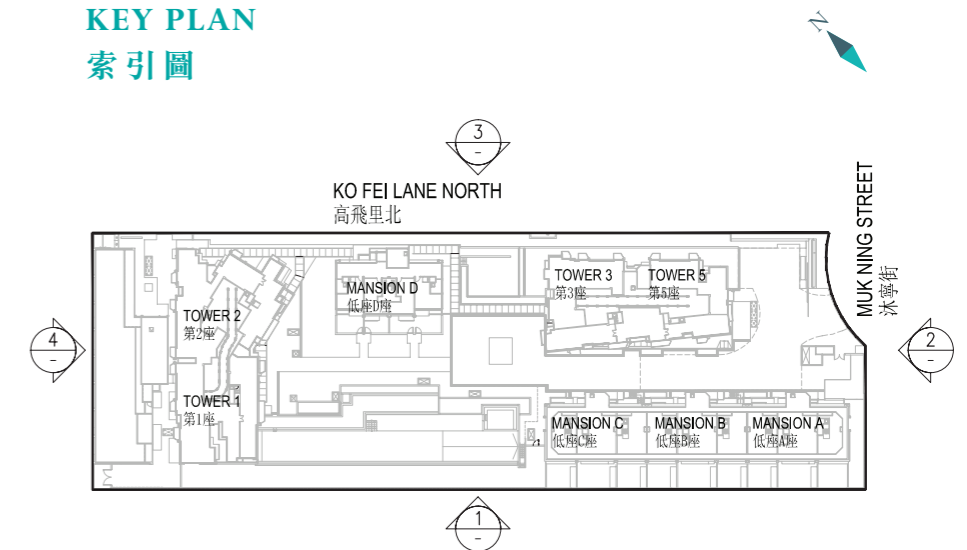 KEY PLAN
索引圖
N
3
-
KO FEI LANE NORTH
高飛里北
MUK NING STREET
沐寧街
TOWER 3
第3座
TOWER 5
第5座
MANSION D
低座D座
TOWER 2
第2座
4
-
2
-
TOWER 1
第1座
MANSION C
低座C座
MANSION B
低座B座
MANSION A
低座A座
1
-